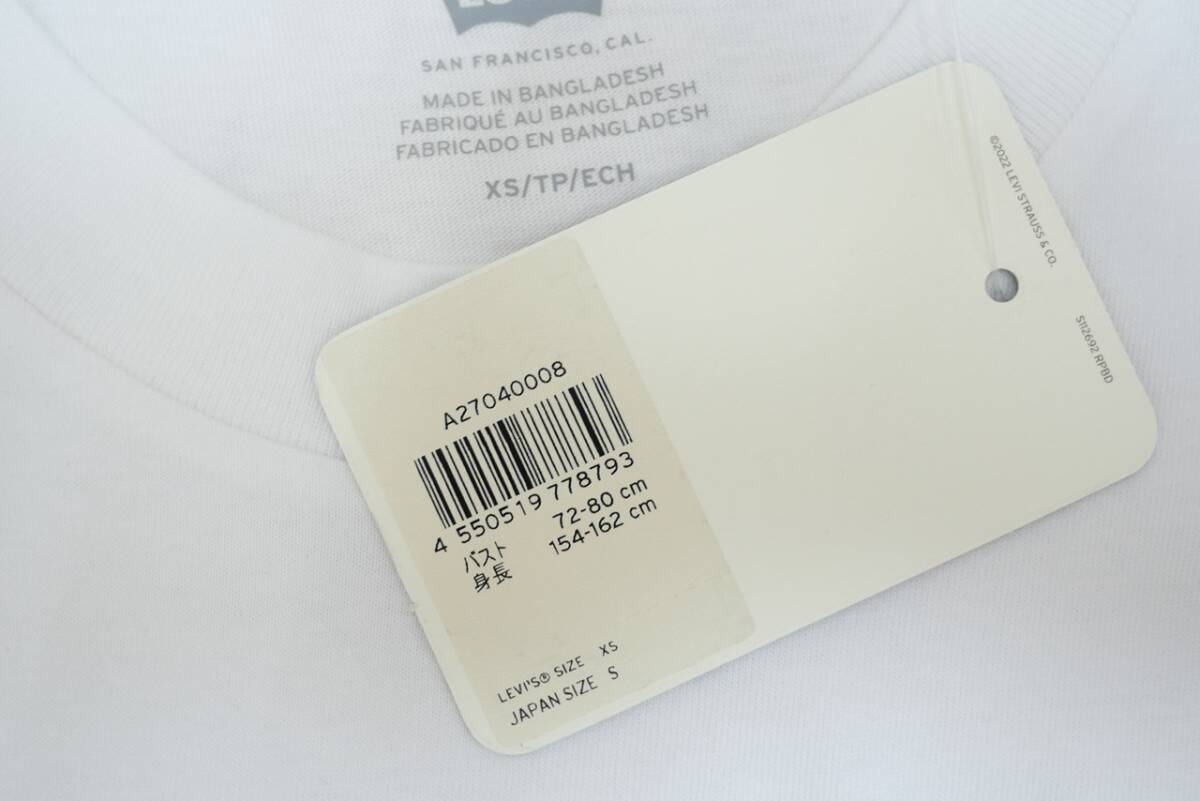 SAN FRANCISCO, CAL.
MADE IN BANGLADESH
FABRIQUÉ AU BANGLADESH
FABRICADO EN BANGLADESH
XS/TP/ECH
©2022 LEVI STRAUSS & CO.
S112692 RPBD
A27040008
4 550519 778793
バスト 72-80 cm
身長 154-162 cm
LEVI'S® SIZE XS
JAPAN SIZE S